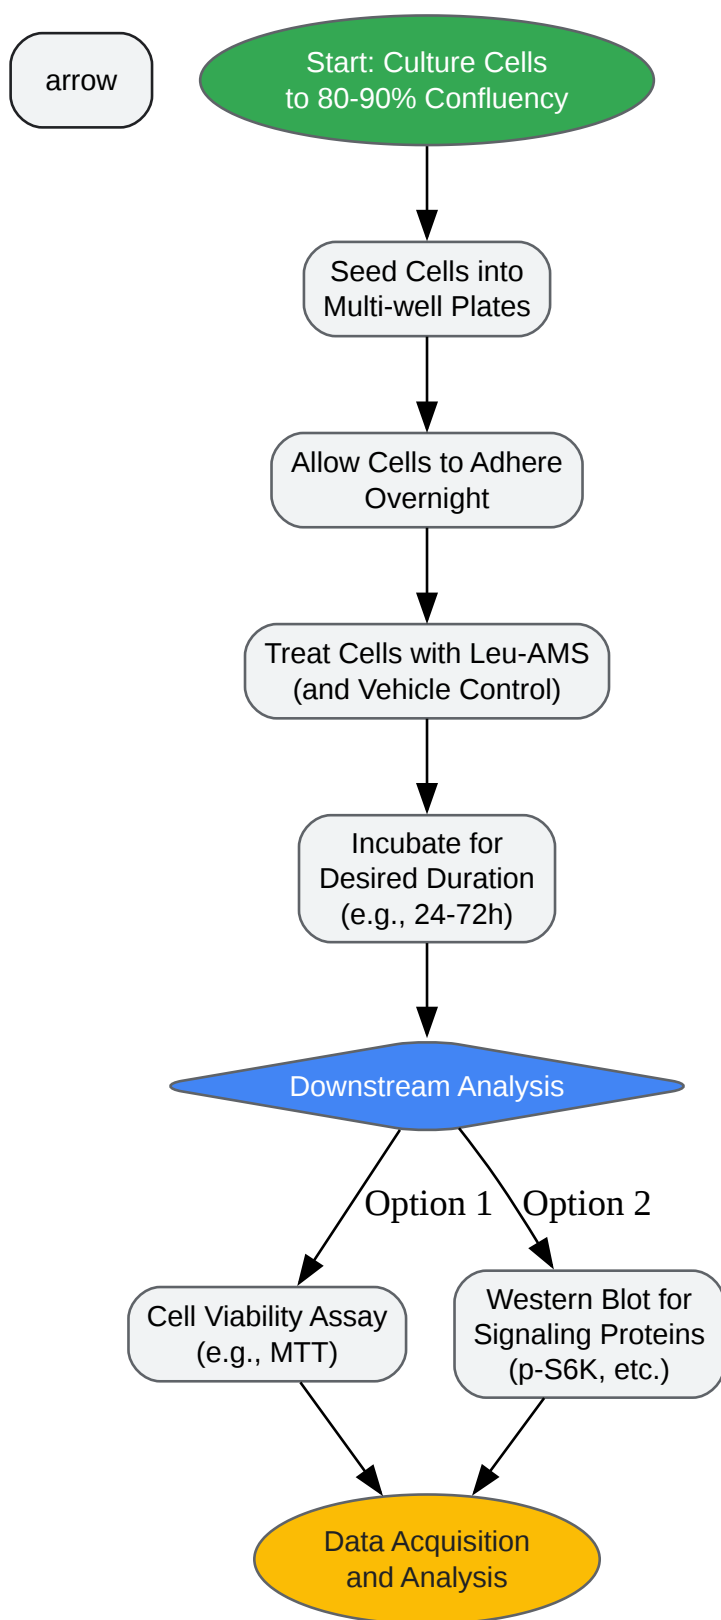 arrow
Start: Culture Cells
to 80-90% Confluency
Seed Cells into
Multi-well Plates
Allow Cells to Adhere
Overnight
Treat Cells with Leu-AMS
(and Vehicle Control)
Incubate for
Desired Duration
(e.g., 24-72h)
Downstream Analysis
Option 1
Option 2
Cell Viability Assay
(e.g., MTT)
Western Blot for
Signaling Proteins
(p-S6K, etc.)
Data Acquisition
and Analysis